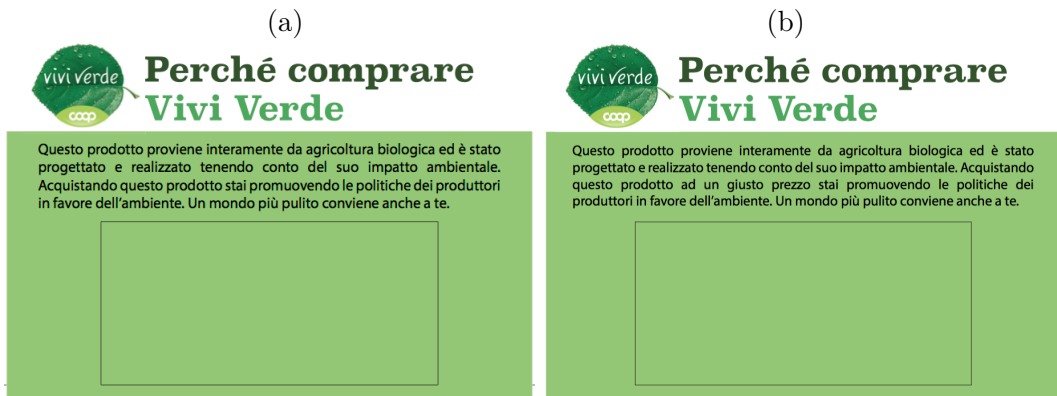 (a)
vivi verde
coop
Perché comprare
Vivi Verde
Questo prodotto proviene interamente da agricoltura biologica ed è stato
progettato e realizzato tenendo conto del suo impatto ambientale.
Acquistando questo prodotto stai promuovendo le politiche dei produttori
in favore dell'ambiente. Un mondo più pulito conviene anche a te.
(b)
vivi verde
coop
Perché comprare
Vivi Verde
Questo prodotto proviene interamente da agricoltura biologica ed è stato
progettato e realizzato tenendo conto del suo impatto ambientale. Acquistando
questo prodotto ad un giusto prezzo stai promuovendo le politiche dei
produttori in favore dell'ambiente. Un mondo più pulito conviene anche a te.